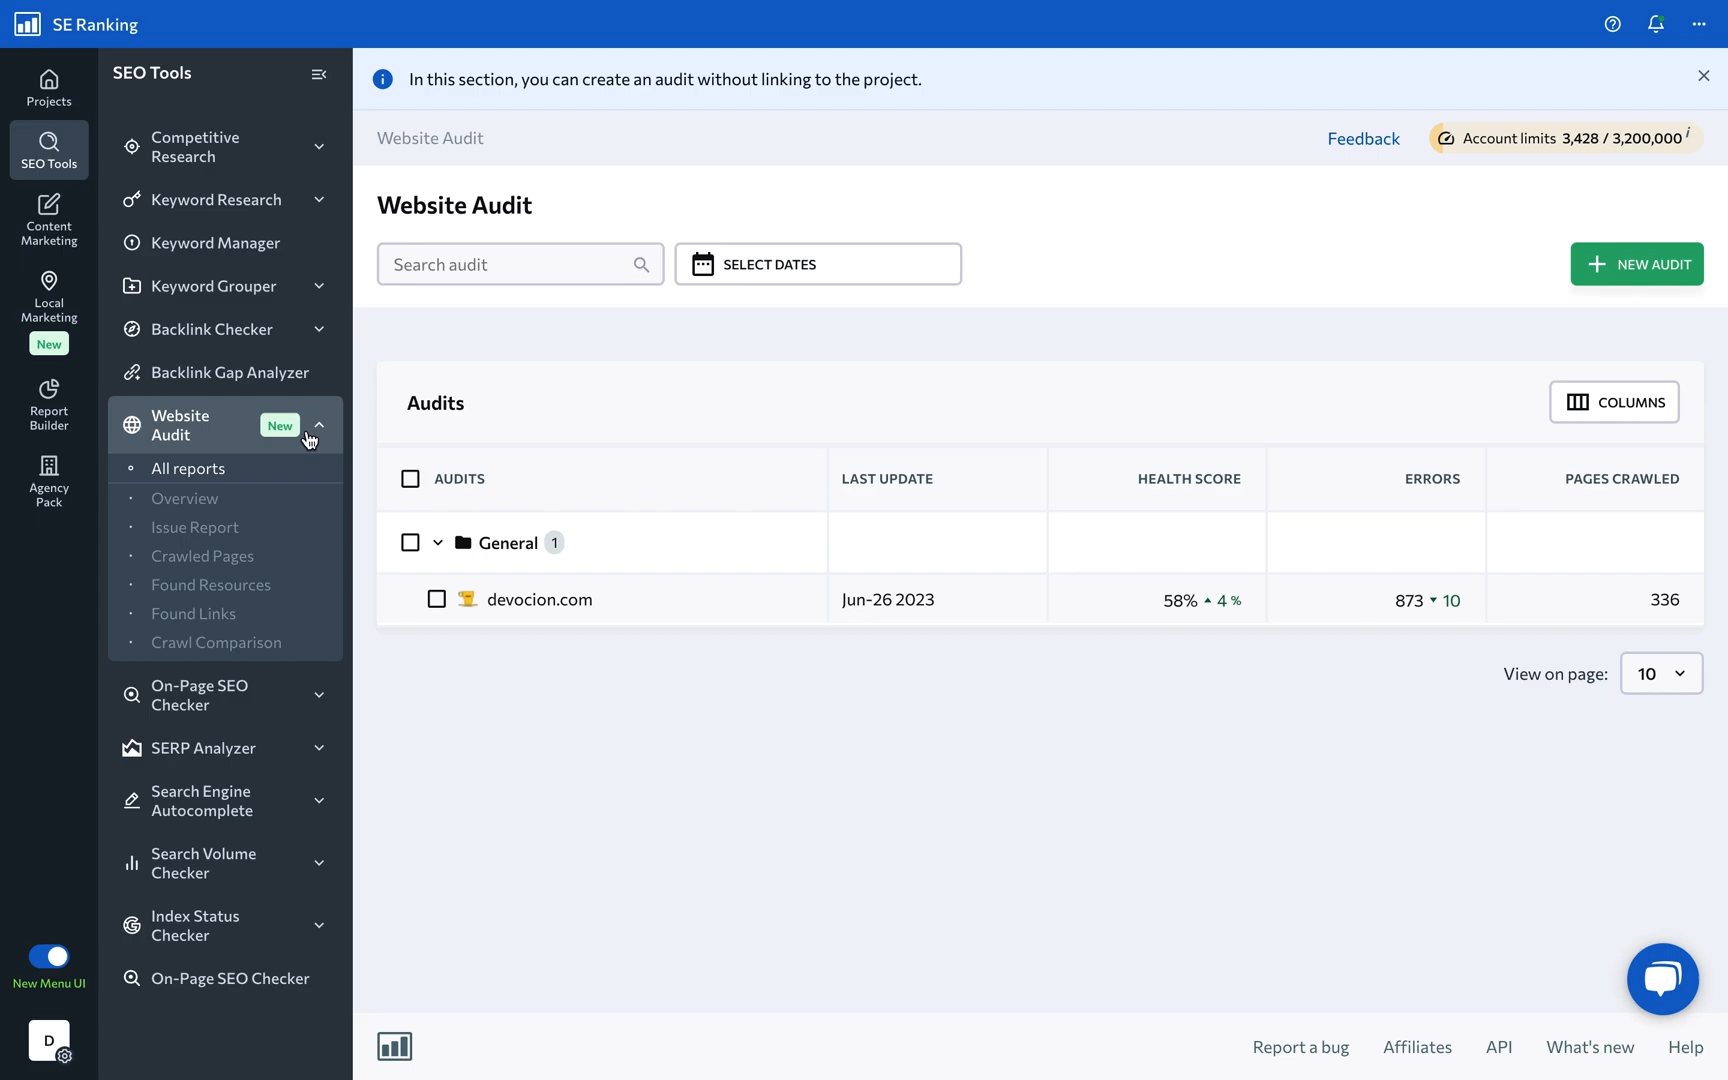 SE Ranking
Projects
SEO Tools
Content
Marketing
Local
Marketing
New
Report
Builder
Agency
Pack
New Menu UI
D
SEO Tools
Competitive
Research
Keyword Research
Keyword Manager
Keyword Grouper
Backlink Checker
Backlink Gap Analyzer
Website
Audit
New
All reports
Overview
Issue Report
Crawled Pages
Found Resources
Found Links
Crawl Comparison
On-Page SEO
Checker
SERP Analyzer
Search Engine
Autocomplete
Search Volume
Checker
Index Status
Checker
On-Page SEO Checker
In this section, you can create an audit without linking to the project.
Website Audit
Feedback
Account limits 3,428 / 3,200,000 i
Website Audit
Search audit
SELECT DATES
NEW AUDIT
Audits
COLUMNS
AUDITS LAST UPDATE HEALTH SCORE ERRORS PAGES CRAWLED
General 1
devocion.com Jun-26 2023 58% 4 % 873 10 336
View on page: 10
Report a bug Affiliates API What's new Help